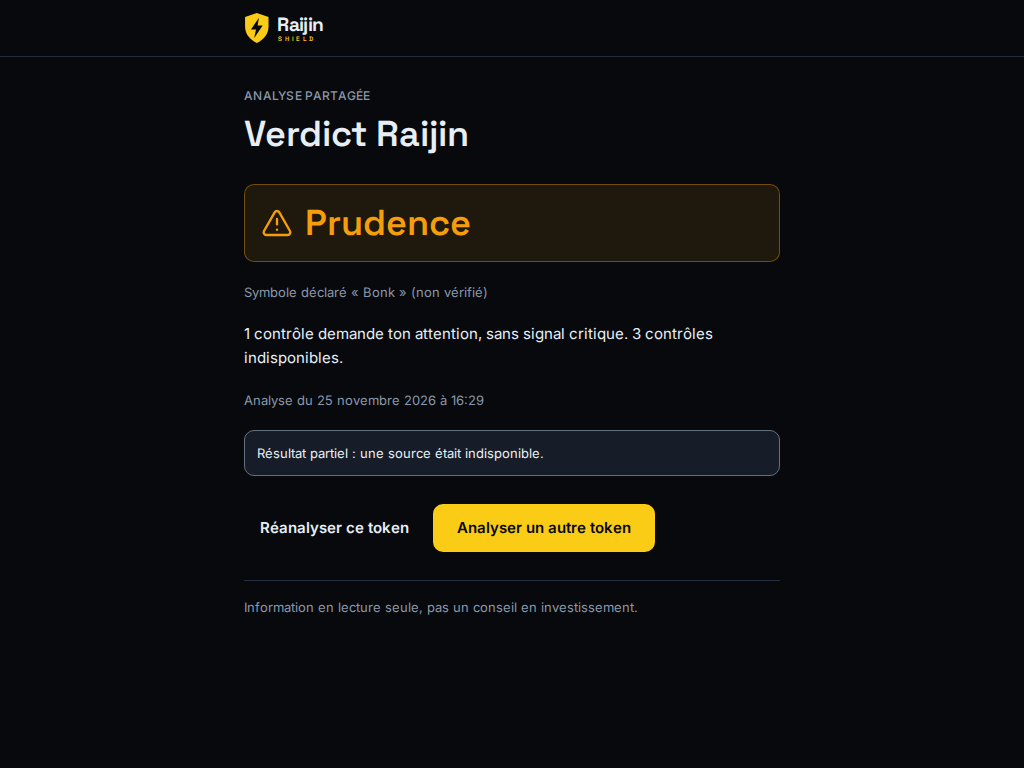 Raijin
SHIELD
ANALYSE PARTAGÉE
Verdict Raijin
Prudence
Symbole déclaré « Bonk » (non vérifié)
1 contrôle demande ton attention, sans signal critique. 3 contrôles
indisponibles.
Analyse du 25 novembre 2026 à 16:29
Résultat partiel : une source était indisponible.
Réanalyser ce token
Analyser un autre token
Information en lecture seule, pas un conseil en investissement.